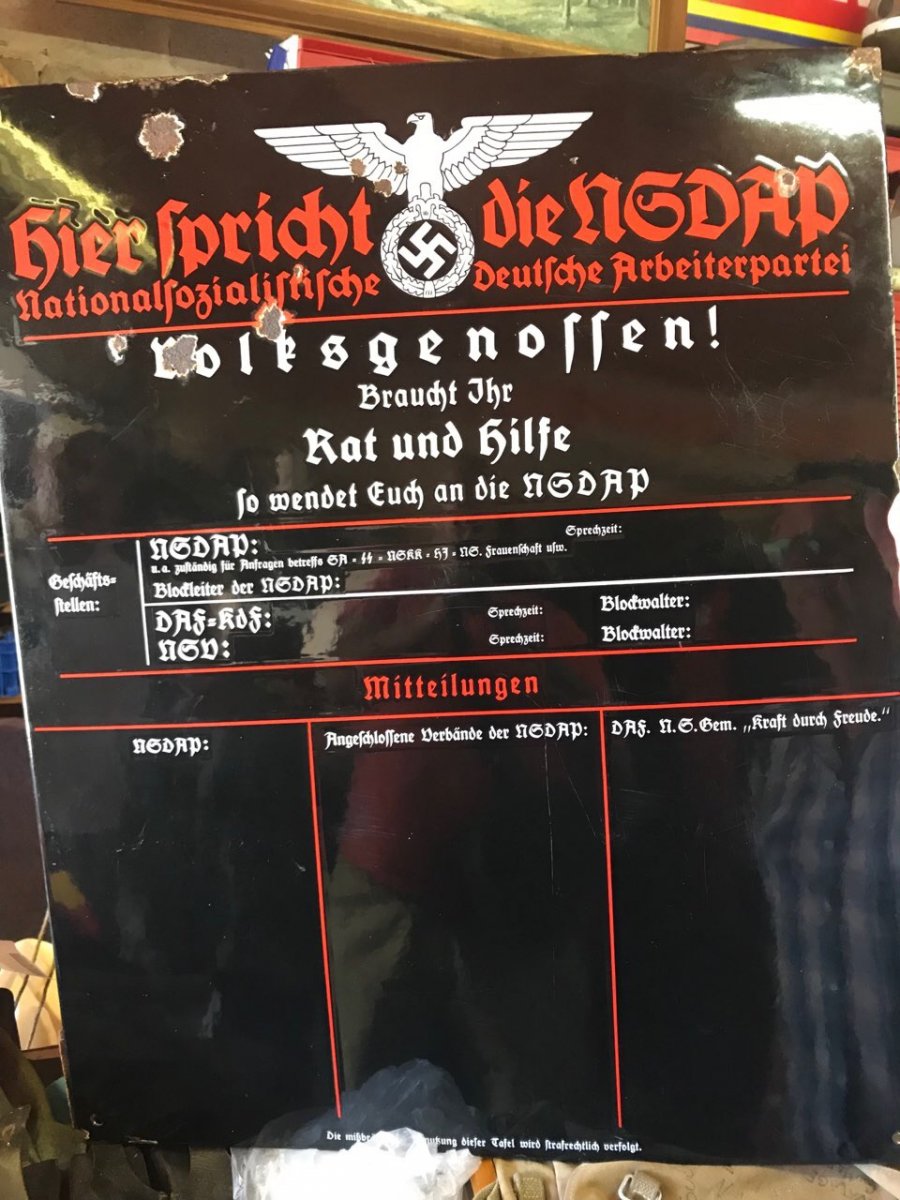 Hier spricht die NSDAP
Nationalsozialistische Deutsche Arbeiterpartei
Volksgenossen!
Braucht Ihr
Rat und Hilfe
so wendet Euch an die NSDAP
Geschäfts-
stellen:
NSDAP: Sprechzeit:
u.a. zuständig für Anfragen betreffs SA - SS - NSKK - HJ - NS. Frauenschaft usw.
Blockleiter der NSDAP:
DAF-KdF: Sprechzeit: Blockwalter:
NSV: Sprechzeit: Blockwalter:
Mitteilungen
NSDAP: Angeschlossene Verbände der NSDAP: DAF. N.S.Gem. „Kraft durch Freude."
Die dieser Tafel wird strafrechtlich verfolgt.